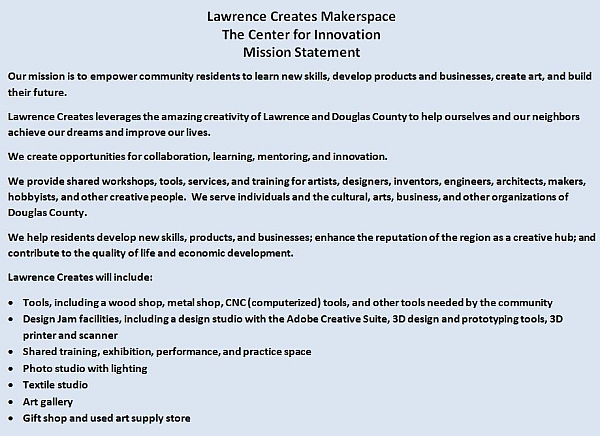 Lawrence Creates Makerspace
The Center for Innovation
Mission Statement
Our mission is to empower community residents to learn new skills, develop products and businesses, create art, and build
their future.
Lawrence Creates leverages the amazing creativity of Lawrence and Douglas County to help ourselves and our neighbors
achieve our dreams and improve our lives.
We create opportunities for collaboration, learning, mentoring, and innovation.
We provide shared workshops, tools, services, and training for artists, designers, inventors, engineers, architects, makers,
hobbyists, and other creative people.  We serve individuals and the cultural, arts, business, and other organizations of
Douglas County.
We help residents develop new skills, products, and businesses; enhance the reputation of the region as a creative hub; and
contribute to the quality of life and economic development.
Lawrence Creates will include:
• Tools, including a wood shop, metal shop, CNC (computerized) tools, and other tools needed by the community
• Design Jam facilities, including a design studio with the Adobe Creative Suite, 3D design and prototyping tools, 3D
printer and scanner
• Shared training, exhibition, performance, and practice space
• Photo studio with lighting
• Textile studio
• Art gallery
• Gift shop and used art supply store